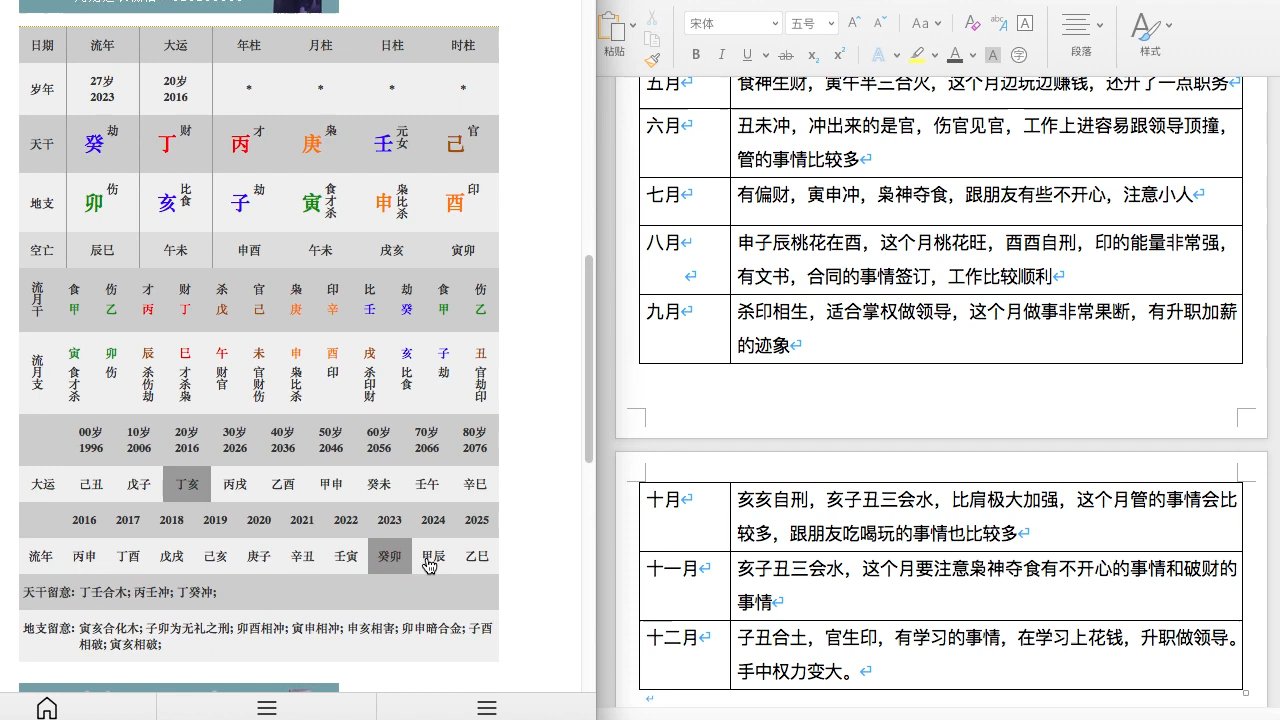 日期 流年 大运 年柱 月柱 日柱 时柱
岁年 27岁 2023 20岁 2016 * * * *
天干 癸 劫 丁 财 丙 才 庚 枭 壬 元女 己 官
地支 卯 伤 亥 比食 子 劫 寅 食才杀 申 枭比杀 酉 印
空亡 辰巳 午未 申酉 午未 戌亥 寅卯
流月干 食 伤 才 财 杀 官 枭 印 比 劫 食 伤
甲 乙 丙 丁 戊 己 庚 辛 壬 癸 甲 乙
流月支 寅 卯 辰 巳 午 未 申 酉 戌 亥 子 丑
食才杀 伤 杀伤劫 才杀枭 财官 官财伤 枭比杀 印 杀印财 比食 劫 官劫印
00岁 10岁 20岁 30岁 40岁 50岁 60岁 70岁 80岁
1996 2006 2016 2026 2036 2046 2056 2066 2076
大运 己丑 戊子 丁亥 丙戌 乙酉 甲申 癸未 壬午 辛巳
2016 2017 2018 2019 2020 2021 2022 2023 2024 2025
流年 丙申 丁酉 戊戌 己亥 庚子 辛丑 壬寅 癸卯 甲辰 乙巳
天干留意: 丁壬合木; 丙壬冲; 丁癸冲;
地支留意: 寅亥合化木; 子卯为无礼之刑; 卯酉相冲; 寅申相冲; 申亥相害; 卯申暗合金; 子酉
相破; 寅亥相破;
粘贴 宋体 五号 A A Aa A
B I U ab X₂ X² A A A 字 段落 样式
五月 食神生财，寅午半三合火，这个月边玩边赚钱，还开了一点职务
六月 丑未冲，冲出来的是官，伤官见官，工作上进容易跟领导顶撞，
管的事情比较多
七月 有偏财，寅申冲，枭神夺食，跟朋友有些不开心，注意小人
八月 申子辰桃花在酉，这个月桃花旺，酉酉自刑，印的能量非常强，
有文书，合同的事情签订，工作比较顺利
九月 杀印相生，适合掌权做领导，这个月做事非常果断，有升职加薪
的迹象
十月 亥亥自刑，亥子丑三会水，比肩极大加强，这个月管的事情会比
较多，跟朋友吃喝玩的事情也比较多
十一月 亥子丑三会水，这个月要注意枭神夺食有不开心的事情和破财的
事情
十二月 子丑合土，官生印，有学习的事情，在学习上花钱，升职做领导。
手中权力变大。